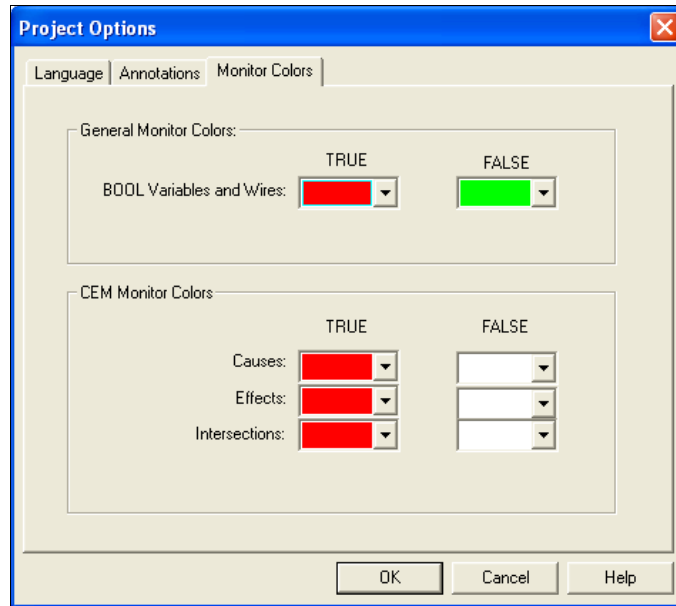 Project Options
Language Annotations Monitor Colors
General Monitor Colors:
TRUE FALSE
BOOL Variables and Wires:
CEM Monitor Colors
TRUE FALSE
Causes:
Effects:
Intersections:
OK Cancel Help